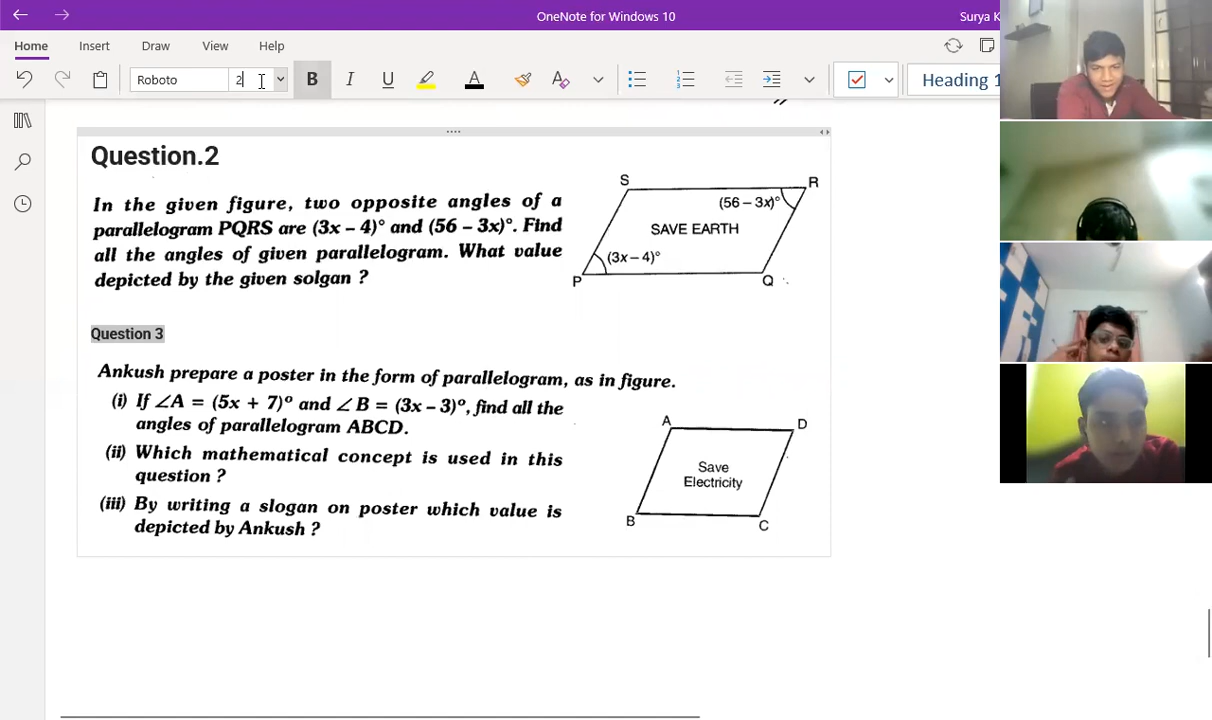 OneNote for Windows 10
Surya K
Home
Insert
Draw
View
Help
Roboto
2
B
I
U
A
A
Heading 1
Question.2
In the given figure, two opposite angles of a
parallelogram PQRS are (3x – 4)° and (56 – 3x)°. Find
all the angles of given parallelogram. What value
depicted by the given solgan ?
S
R
(56 – 3x)°
SAVE EARTH
(3x – 4)°
P
Q
Question 3
Ankush prepare a poster in the form of parallelogram, as in figure.
(i) If ∠A = (5x + 7)° and ∠B = (3x – 3)°, find all the
angles of parallelogram ABCD.
(ii) Which mathematical concept is used in this
question ?
(iii) By writing a slogan on poster which value is
depicted by Ankush ?
A
D
Save
Electricity
B
C